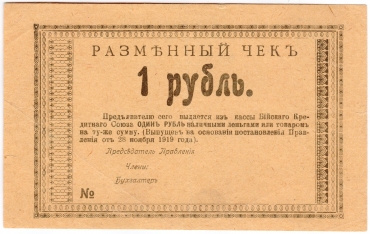 РАЗМѢННЫЙ ЧЕКЪ
1 рубль.
Предъявителю сего выдается изъ кассы Бійскаго Кре-
дитнаго Союза ОДИНЪ РУБЛЬ наличными деньгами или товаромъ
на ту-же сумму. (Выпущенъ на основаніи постановленія Прав-
ленія отъ 28 ноября 1919 года).
Предсѣдатель Правленія
Члены:
Бухгалтеръ
№